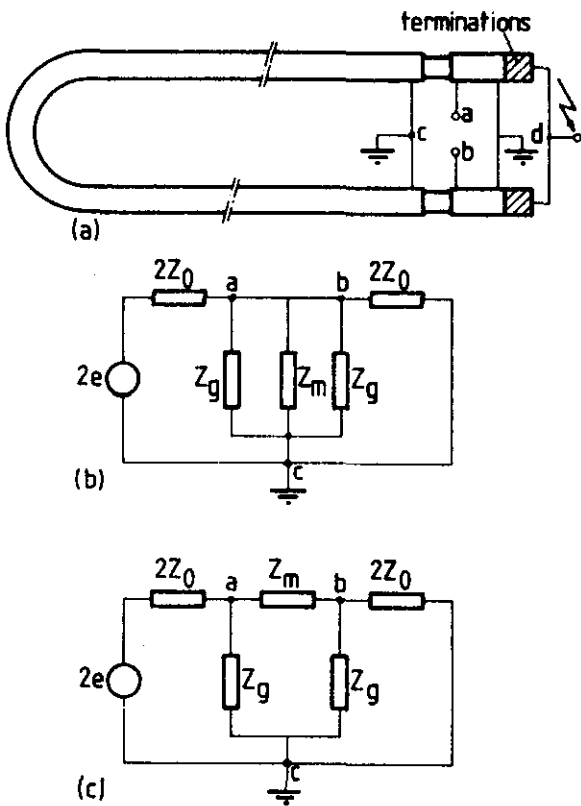 terminations
a
c
d
b
(a)
2Z0 a b 2Z0
2e Zg Zm Zg
c
(b)
2Z0 a Zm b 2Z0
2e Zg Zg
c
(c)